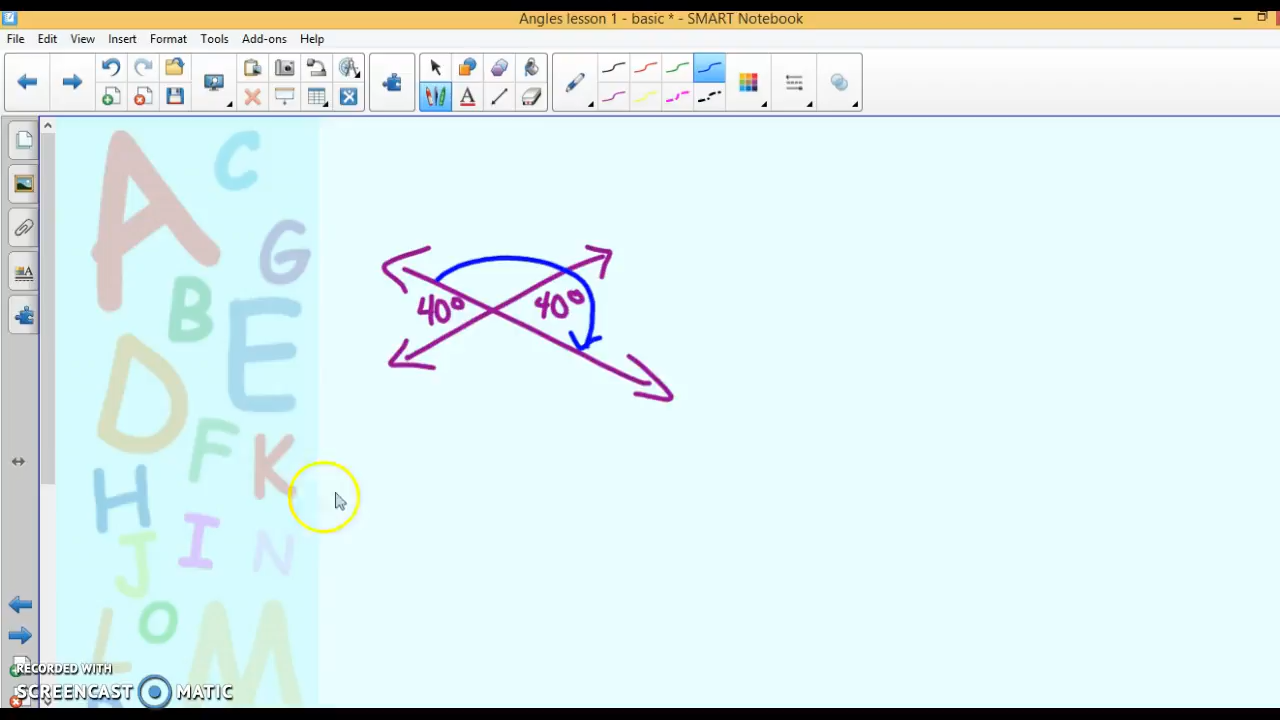 Angles lesson 1 - basic * - SMART Notebook
File Edit View Insert Format Tools Add-ons Help
A
C
G
B
E
D
F
K
H
I
J
N
O
L
M
40° 40°
RECORDED WITH
SCREENCAST MATIC